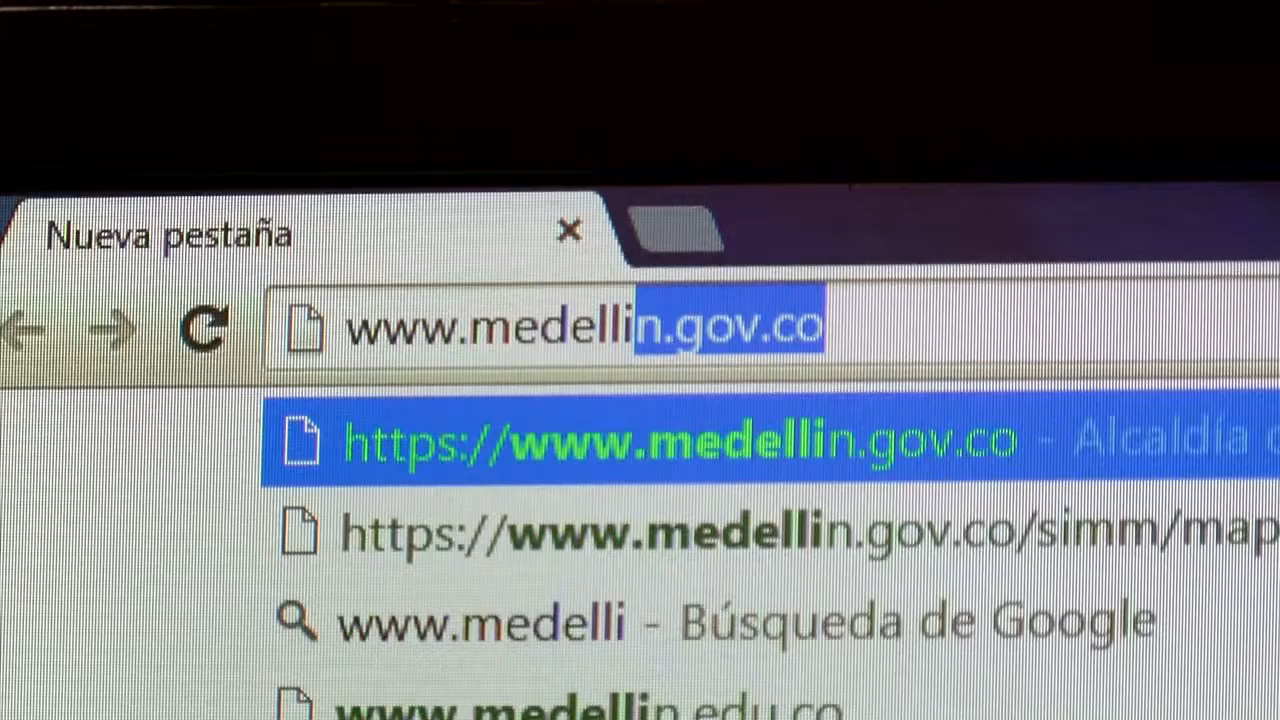 Nueva pestaña
www.medellin.gov.co
https://www.medellin.gov.co - Alcaldía
https://www.medellin.gov.co/simm/map
www.medelli - Búsqueda de Google
www.medellin.edu.co